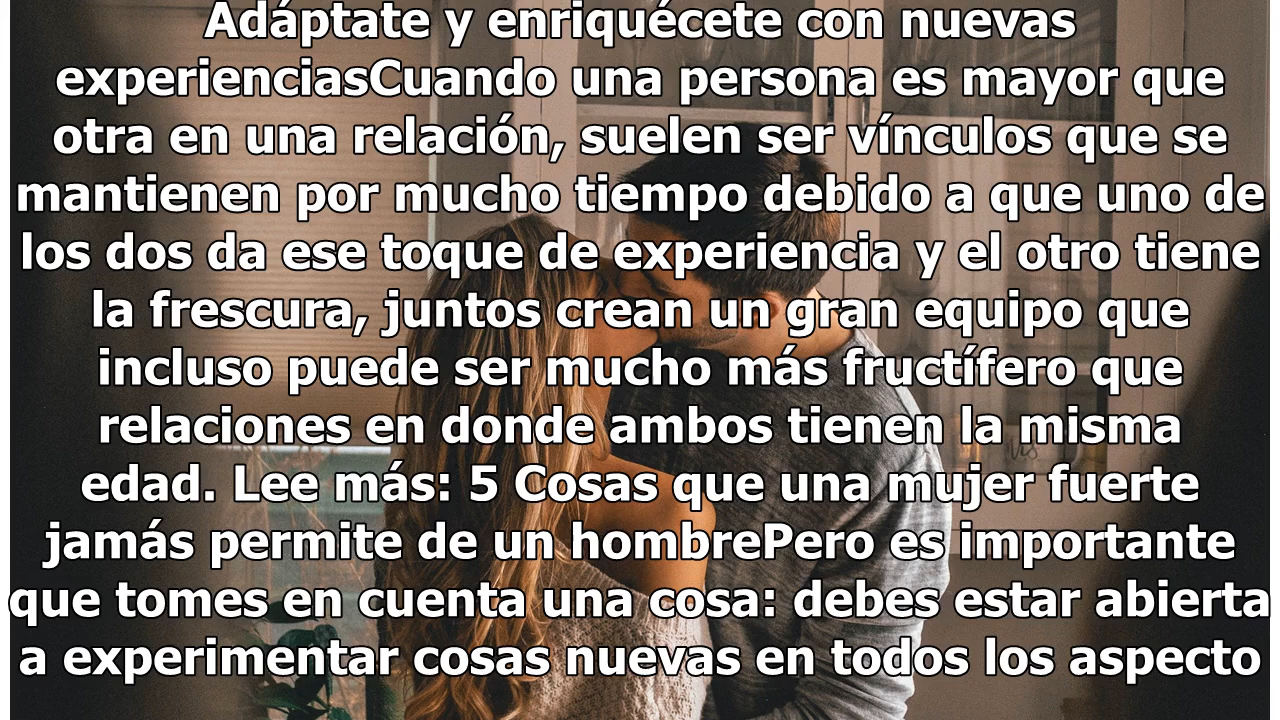 Adáptate y enriquécete con nuevas
experienciasCuando una persona es mayor que
otra en una relación, suelen ser vínculos que se
mantienen por mucho tiempo debido a que uno de
los dos da ese toque de experiencia y el otro tiene
la frescura, juntos crean un gran equipo que
incluso puede ser mucho más fructífero que
relaciones en donde ambos tienen la misma
edad. Lee más: 5 Cosas que una mujer fuerte
jamás permite de un hombrePero es importante
que tomes en cuenta una cosa: debes estar abierta
a experimentar cosas nuevas en todos los aspecto